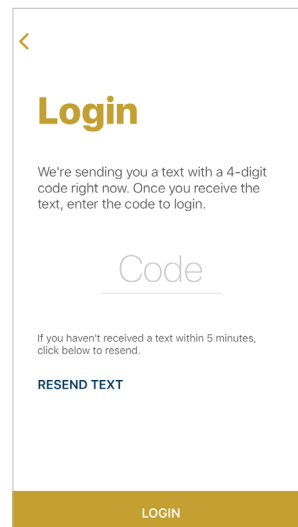 Login
We're sending you a text with a 4-digit
code right now. Once you receive the
text, enter the code to login.
Code
If you haven't received a text within 5 minutes,
click below to resend.
RESEND TEXT
LOGIN